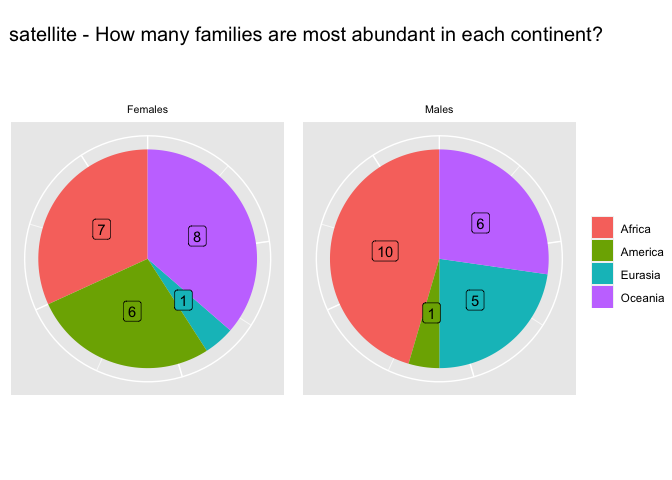 satellite - How many families are most abundant in each continent?
Females
Males
7
8
6
1
10
6
5
1
Africa
America
Eurasia
Oceania